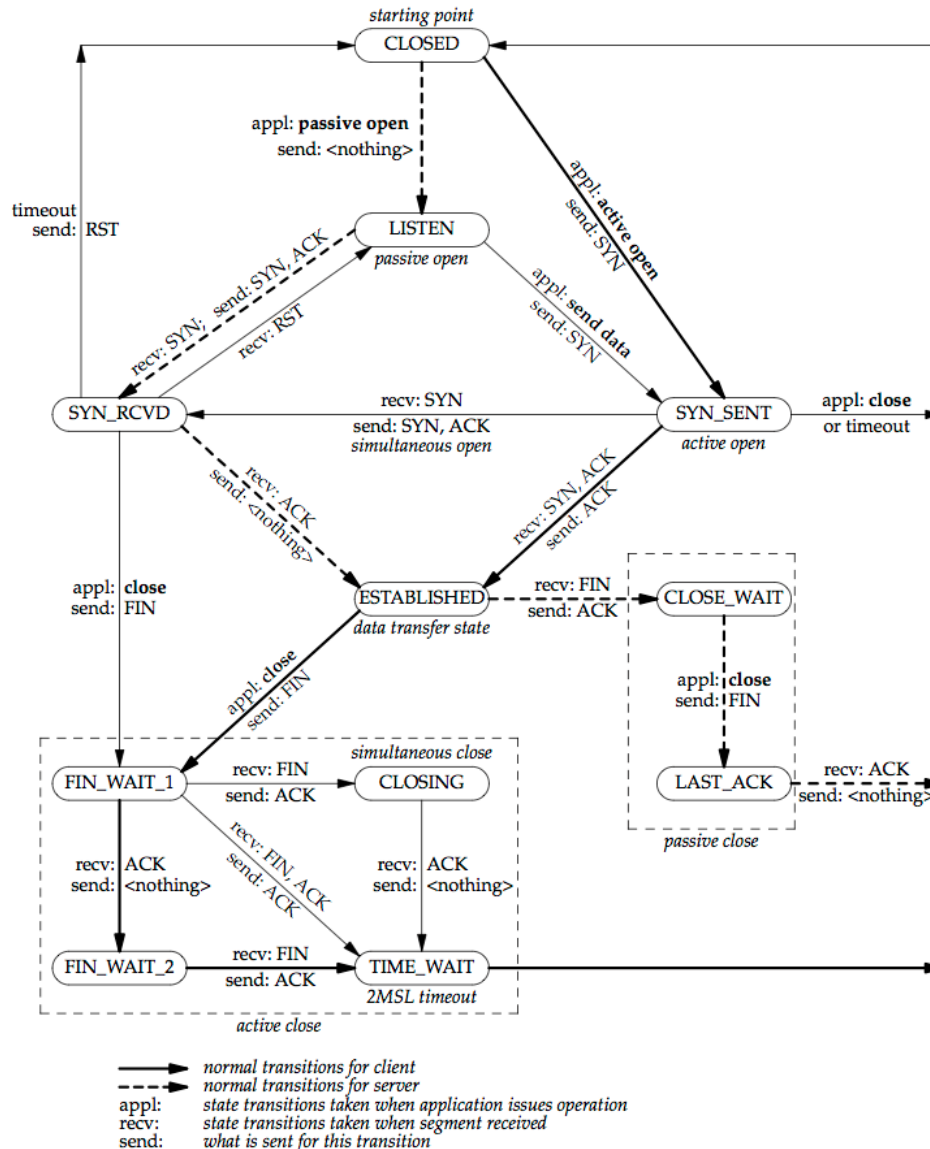 starting point
CLOSED
appl: passive open
send: <nothing>
appl: active open
send: SYN
timeout
send: RST
LISTEN
passive open
recv: SYN; send: SYN, ACK
recv: RST
appl: send data
send: SYN
SYN_RCVD
recv: SYN
send: SYN, ACK
simultaneous open
SYN_SENT
active open
appl: close
or timeout
recv: ACK
send: <nothing>
recv: SYN, ACK
send: ACK
appl: close
send: FIN
ESTABLISHED
data transfer state
recv: FIN
send: ACK
CLOSE_WAIT
appl: close
send: FIN
appl: close
send: FIN
simultaneous close
FIN_WAIT_1
recv: FIN
send: ACK
CLOSING
LAST_ACK
recv: ACK
send: <nothing>
passive close
recv: ACK
send: <nothing>
recv: FIN, ACK
send: ACK
recv: ACK
send: <nothing>
FIN_WAIT_2
recv: FIN
send: ACK
TIME_WAIT
2MSL timeout
active close
normal transitions for client
normal transitions for server
appl: state transitions taken when application issues operation
recv: state transitions taken when segment received
send: what is sent for this transition